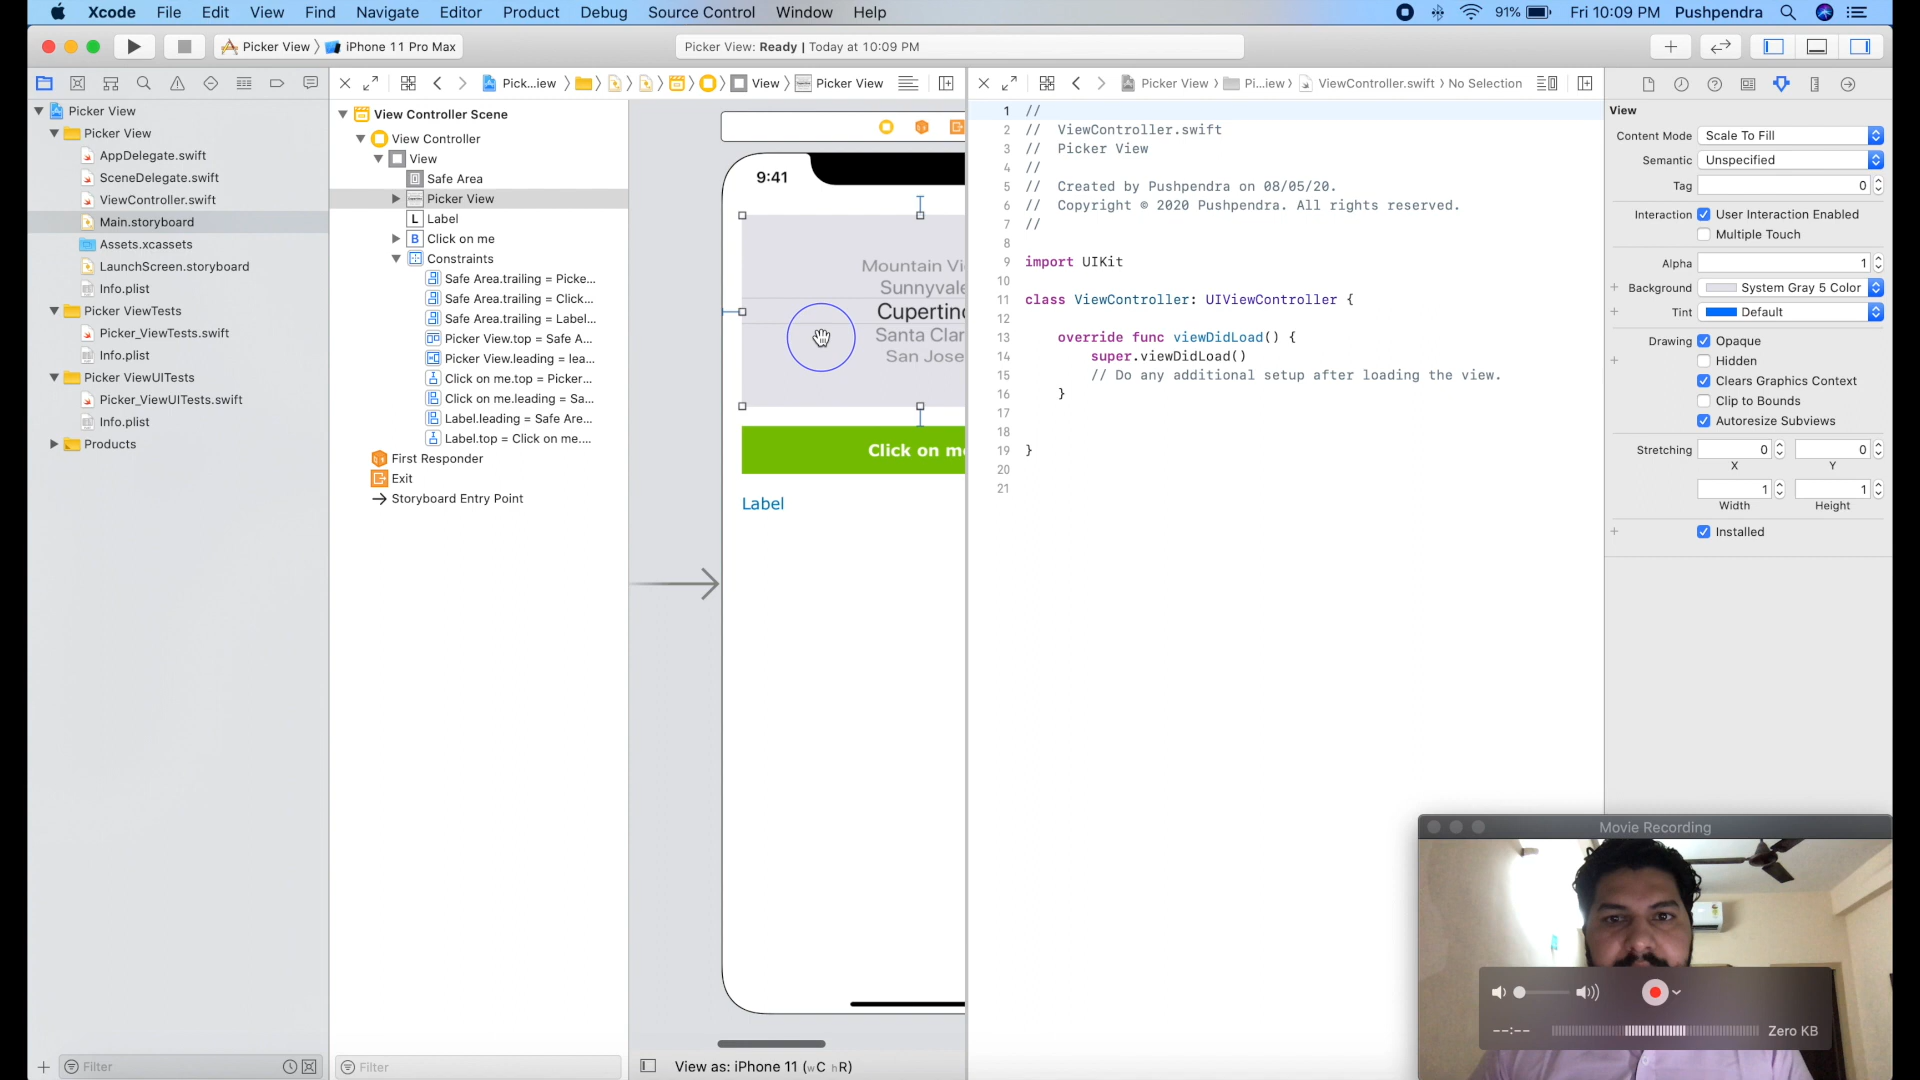 Xcode File Edit View Find Navigate Editor Product Debug Source Control Window Help
91% Fri 10:09 PM Pushpendra
Picker View iPhone 11 Pro Max
Picker View: Ready | Today at 10:09 PM
Pick...iew View Picker View
Picker View Pi...iew ViewController.swift No Selection
Picker View
Picker View
AppDelegate.swift
SceneDelegate.swift
ViewController.swift
Main.storyboard
Assets.xcassets
LaunchScreen.storyboard
Info.plist
Picker ViewTests
Picker_ViewTests.swift
Info.plist
Picker ViewUITests
Picker_ViewUITests.swift
Info.plist
Products
Filter
View Controller Scene
View Controller
View
Safe Area
Picker View
L Label
B Click on me
Constraints
Safe Area.trailing = Picke...
Safe Area.trailing = Click...
Safe Area.trailing = Label...
Picker View.top = Safe A...
Picker View.leading = lea...
Click on me.top = Picker...
Click on me.leading = Sa...
Label.leading = Safe Are...
Label.top = Click on me....
First Responder
Exit
Storyboard Entry Point
Filter
9:41
Mountain Vi
Sunnyvale
Cupertino
Santa Clar
San Jose
Click on me
Label
View as: iPhone 11 (wC hR)
1 //
2 // ViewController.swift
3 // Picker View
4 //
5 // Created by Pushpendra on 08/05/20.
6 // Copyright © 2020 Pushpendra. All rights reserved.
7 //
8
9 import UIKit
10
11 class ViewController: UIViewController {
12
13 override func viewDidLoad() {
14 super.viewDidLoad()
15 // Do any additional setup after loading the view.
16 }
17
18
19 }
20
21
View
Content Mode Scale To Fill
Semantic Unspecified
Tag 0
Interaction User Interaction Enabled
Multiple Touch
Alpha 1
Background System Gray 5 Color
Tint Default
Drawing Opaque
Hidden
Clears Graphics Context
Clip to Bounds
Autoresize Subviews
Stretching 0 0
X Y
1 1
Width Height
Installed
Movie Recording
--:-- Zero KB